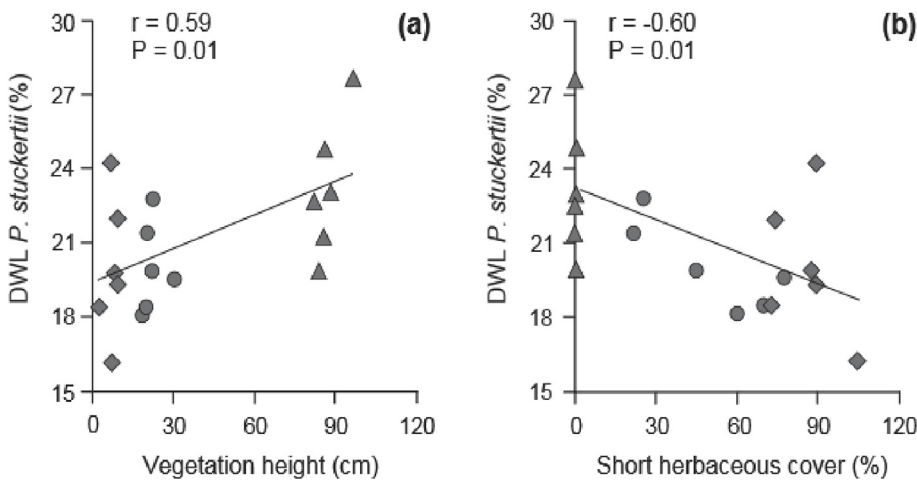 r = 0.59
P = 0.01
(a)
DWL P. stuckertii (%)
30
27
24
21
18
15
0 30 60 90 120
Vegetation height (cm)
r = -0.60
P = 0.01
(b)
DWL P. stuckertii (%)
30
27
24
21
18
15
0 30 60 90 120
Short herbaceous cover (%)